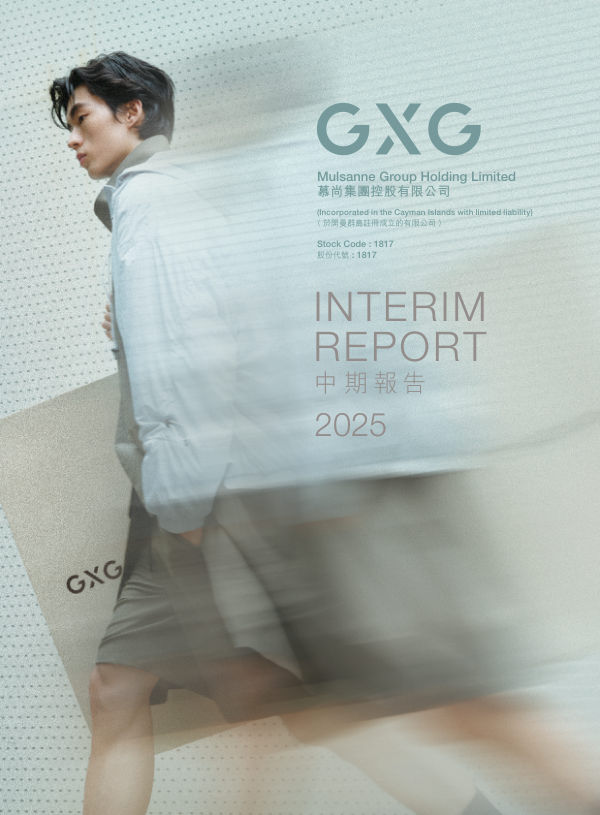 GXG
Mulsanne Group Holding Limited
慕尚集團控股有限公司
(Incorporated in the Cayman Islands with limited liability)
（於開曼群島註冊成立的有限公司）
Stock Code : 1817
股份代號 : 1817
INTERIM
REPORT
中期報告
2025
GXG